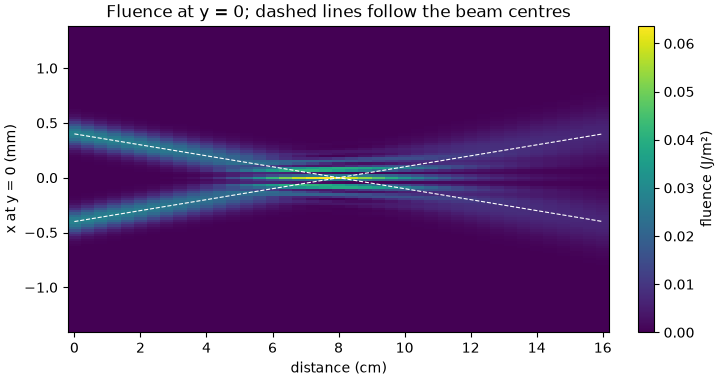 Fluence at y = 0; dashed lines follow the beam centres
x at y = 0 (mm)
1.0
0.5
0.0
−0.5
−1.0
0 2 4 6 8 10 12 14 16
distance (cm)
0.06
0.05
0.04
0.03
0.02
0.01
0.00
fluence (J/m²)